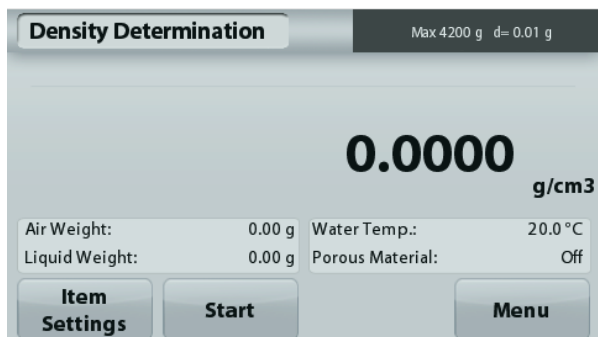 Density Determination
Max 4200 g d= 0.01 g
0.0000
g/cm3
Air Weight: 0.00 g Water Temp.: 20.0 °C
Liquid Weight: 0.00 g Porous Material: Off
Item Settings
Start
Menu